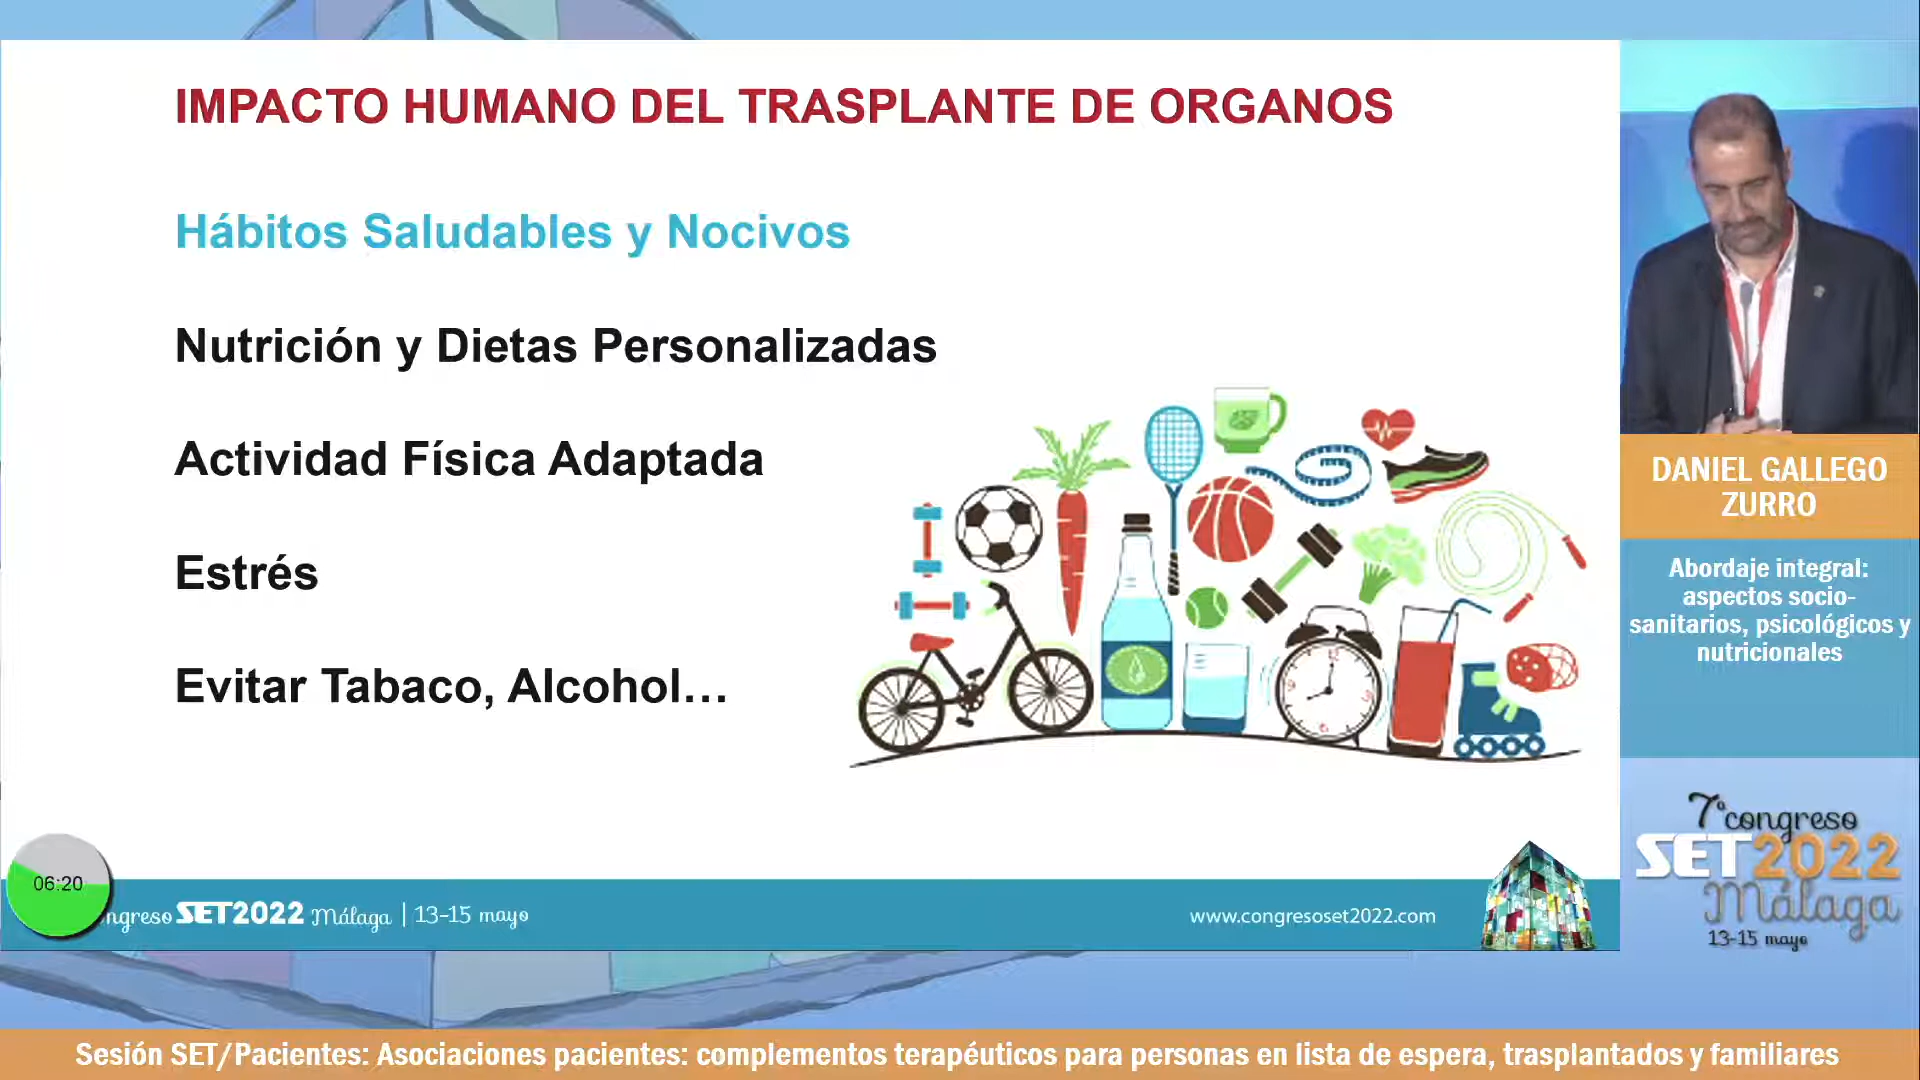 IMPACTO HUMANO DEL TRASPLANTE DE ORGANOS
Hábitos Saludables y Nocivos
Nutrición y Dietas Personalizadas
Actividad Física Adaptada
Estrés
Evitar Tabaco, Alcohol...
06:20
ngreso SET2022 Málaga | 13-15 mayo
www.congresoset2022.com
DANIEL GALLEGO
ZURRO
Abordaje integral:
aspectos socio-
sanitarios, psicológicos y
nutricionales
7º congreso
SET2022
Málaga
13-15 mayo
Sesión SET/Pacientes: Asociaciones pacientes: complementos terapéuticos para personas en lista de espera, trasplantados y familiares